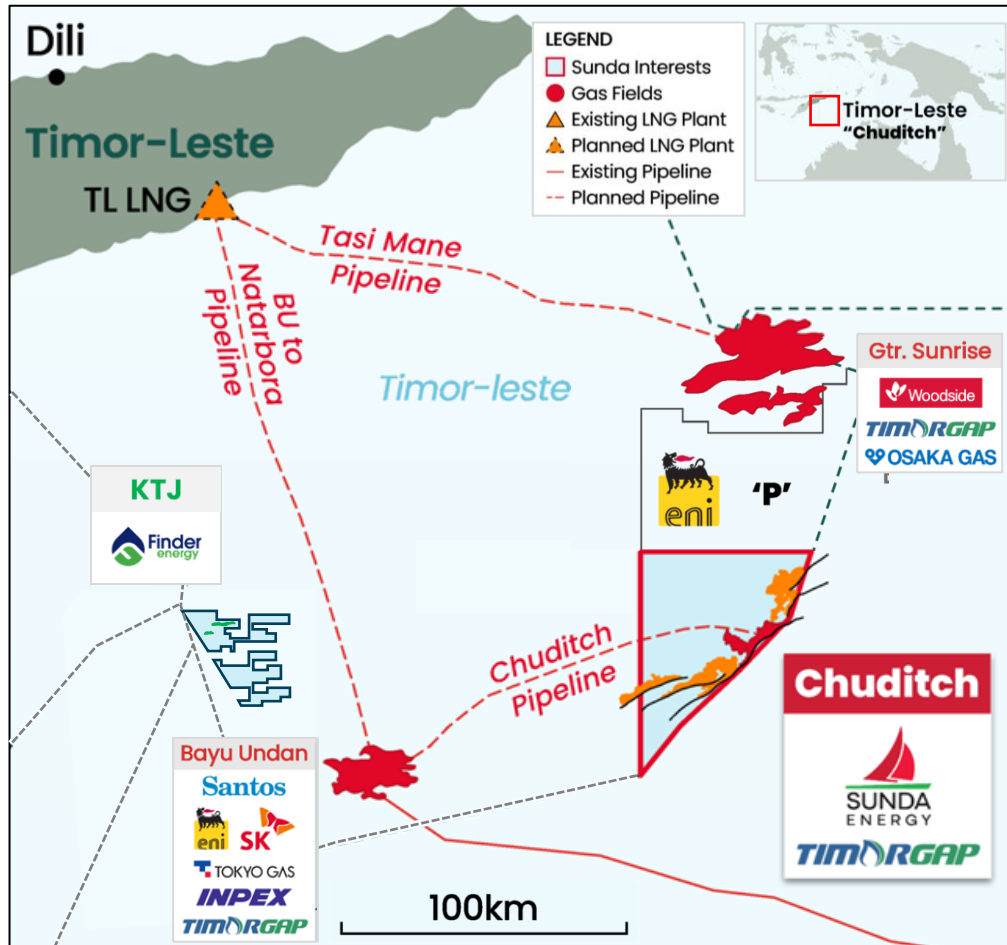 Dili
Timor-Leste
TL LNG
LEGEND
Sunda Interests
Gas Fields
Existing LNG Plant
Planned LNG Plant
Existing Pipeline
Planned Pipeline
Timor-Leste
"Chuditch"
Tasi Mane
Pipeline
BU to
Natarbora
Pipeline
Timor-leste
Gtr. Sunrise
Woodside
TIMORGAP
OSAKA GAS
eni
'P'
KTJ
Finder
energy
Chuditch
Pipeline
Bayu Undan
Santos
eni
SK
TOKYO GAS
INPEX
TIMORGAP
Chuditch
SUNDA
ENERGY
TIMORGAP
100km